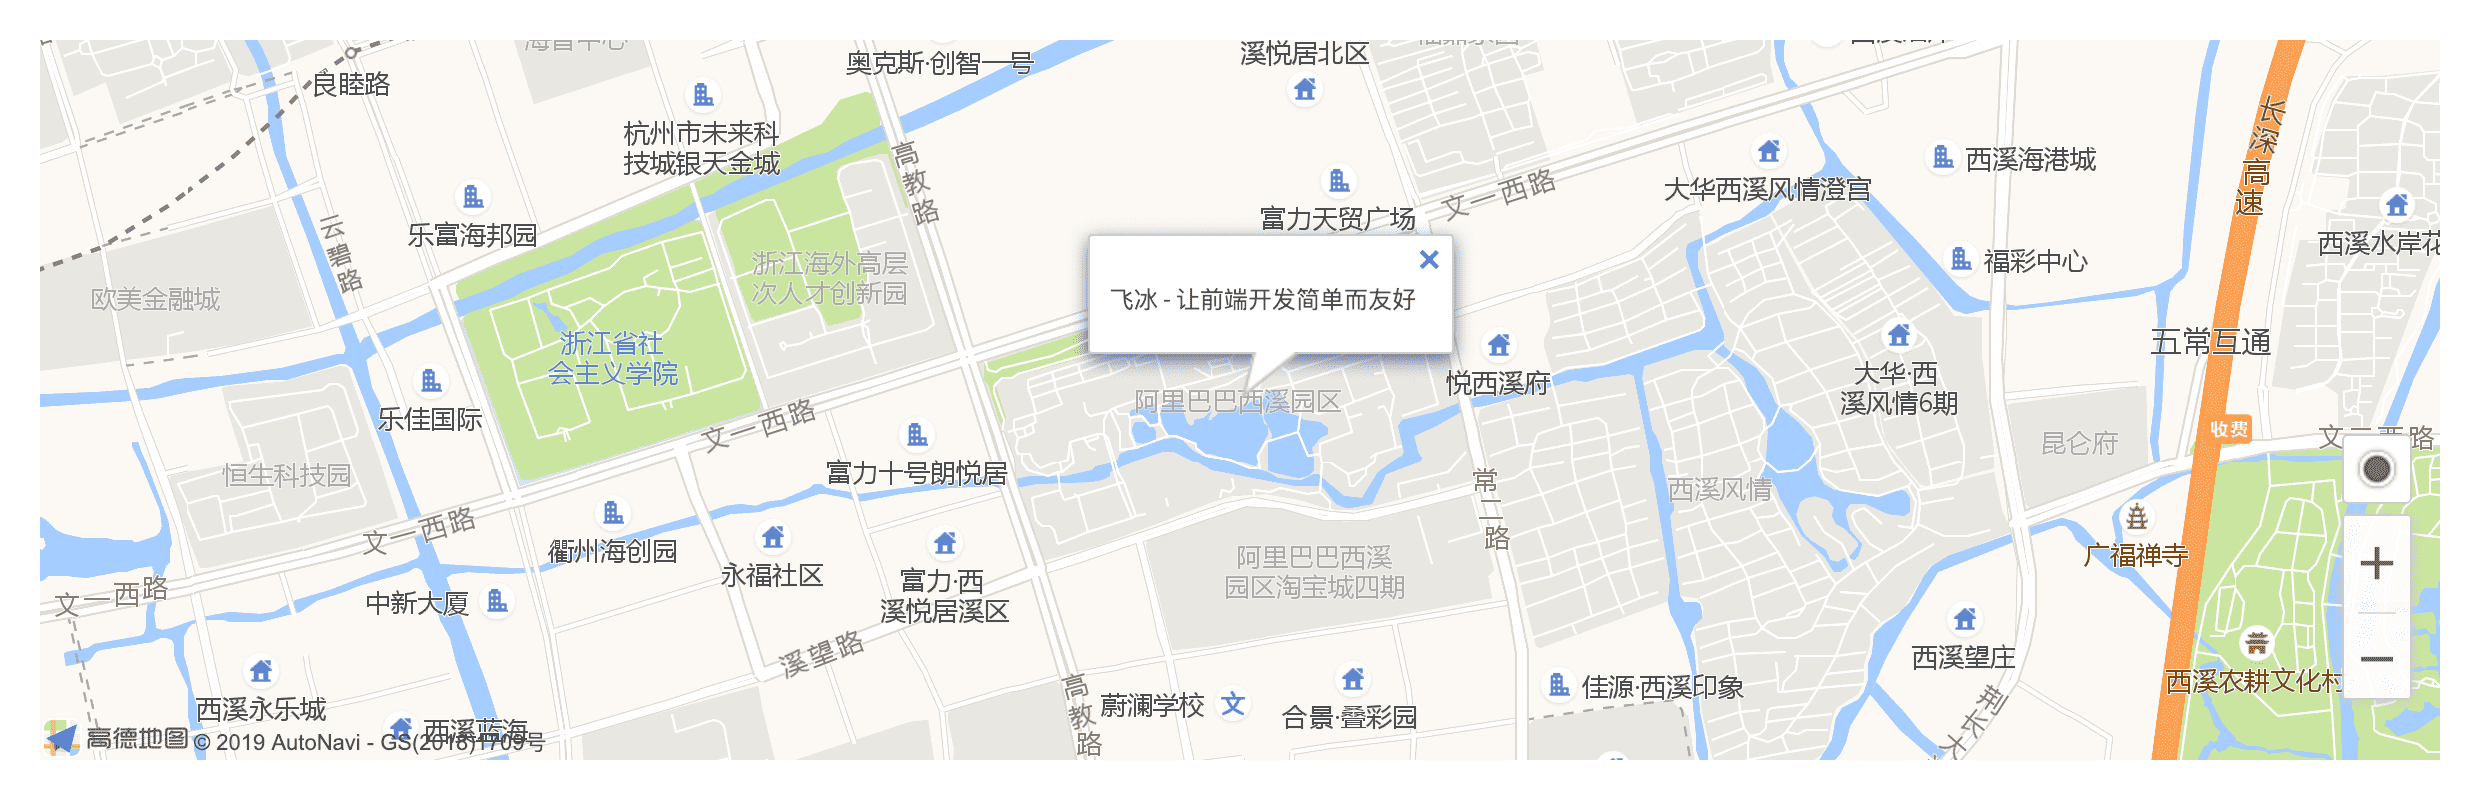 奥克斯·创智一号
溪悦居北区
良睦路
杭州市未来科
技城银天金城
高教路
长深高速
西溪海港城
大华西溪风情澄宫
文一西路
乐富海邦园
富力天贸广场
云碧路
西溪水岸花
福彩中心
浙江海外高层
次人才创新园
欧美金融城
飞冰 - 让前端开发简单而友好
浙江省社
会主义学院
五常互通
悦西溪府
大华·西
溪风情6期
阿里巴巴西溪园区
乐佳国际
文一西路
收费
文二西路
昆仑府
恒生科技园
富力十号朗悦居
常二路
西溪风情
文一西路
衢州海创园
广福禅寺
永福社区
富力·西
溪悦居溪区
阿里巴巴西溪
园区淘宝城四期
文一西路
中新大厦
溪望路
西溪望庄
西溪农耕文化村
佳源·西溪印象
高教路
蔚澜学校
文
合景·叠彩园
西溪永乐城
西溪蓝海
荆长大
高德地图
© 2019 AutoNavi - GS(2018)1709号